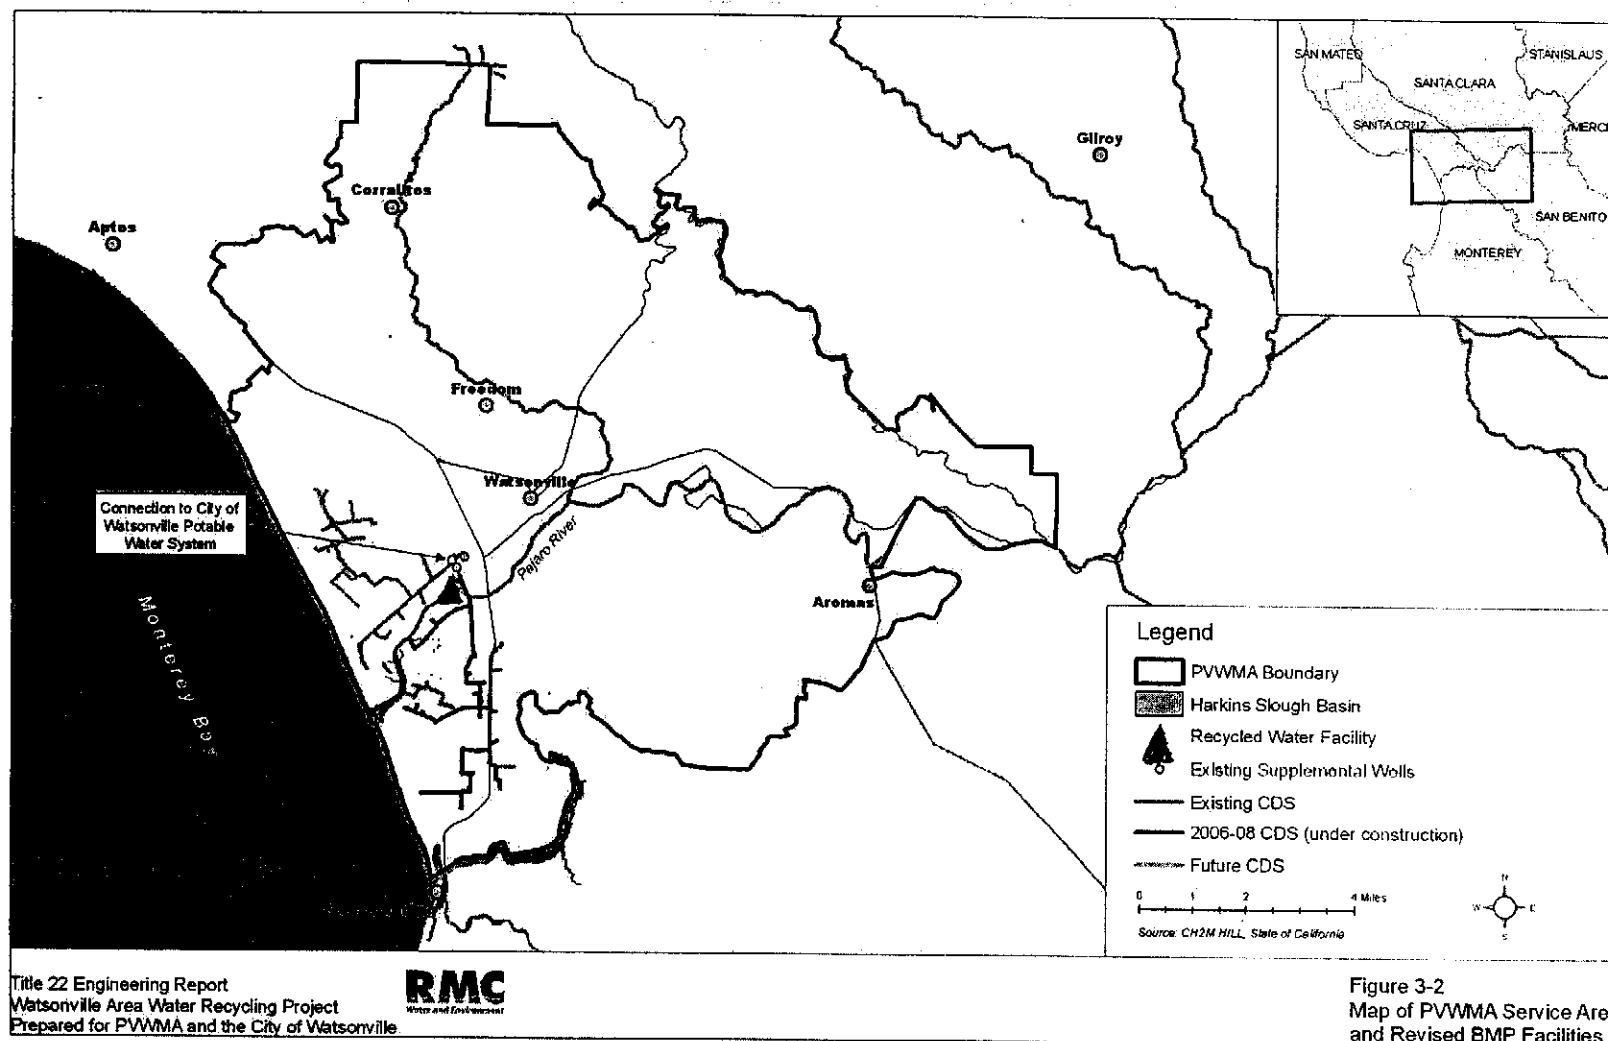 SAN MATEO
STANISLAUS
SANTA CLARA
SANTA CRUZ
MERC
SAN BENITO
MONTEREY
Gilroy
Corralitos
Aptos
Freedom
Watsonville
Connection to City of
Watsonville Potable
Water System
Pajaro River
Aromas
Monterey Bay
Legend
PVWMA Boundary
Harkins Slough Basin
Recycled Water Facility
Existing Supplemental Wells
Existing CDS
2006-08 CDS (under construction)
Future CDS
0 1 2 4 Miles
Source: CH2M HILL, State of California
N
W E
S
Title 22 Engineering Report
Watsonville Area Water Recycling Project
Prepared for PVWMA and the City of Watsonville
RMC
Water and Environment
Figure 3-2
Map of PVWMA Service Are
and Revised BMP Facilities